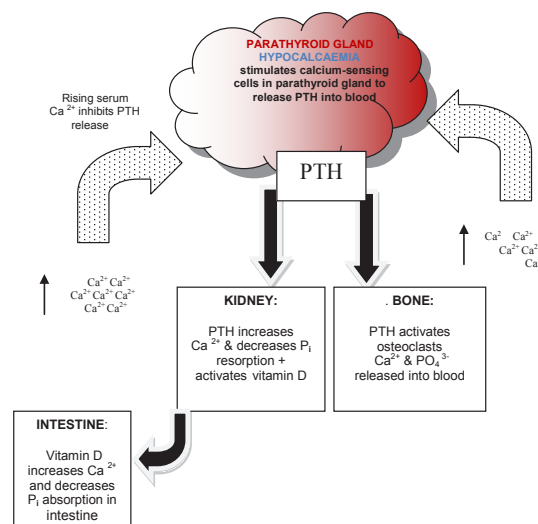 PARATHYROID GLAND
HYPOCALCAEMIA
stimulates calcium-sensing
cells in parathyroid gland to
release PTH into blood
Rising serum
Ca ²⁺ inhibits PTH
release
PTH
Ca² Ca²⁺
Ca²⁺Ca²
Ca
Ca²⁺Ca²⁺
Ca²⁺Ca²⁺Ca²⁺
Ca²⁺Ca²⁺
KIDNEY:
PTH increases
Ca ²⁺ & decreases Pᵢ
resorption +
activates vitamin D
. BONE:
PTH activates
osteoclasts
Ca²⁺ & PO₄ ³⁻
released into blood
INTESTINE:
Vitamin D
increases Ca ²⁺
and decreases
Pᵢ absorption in
intestine